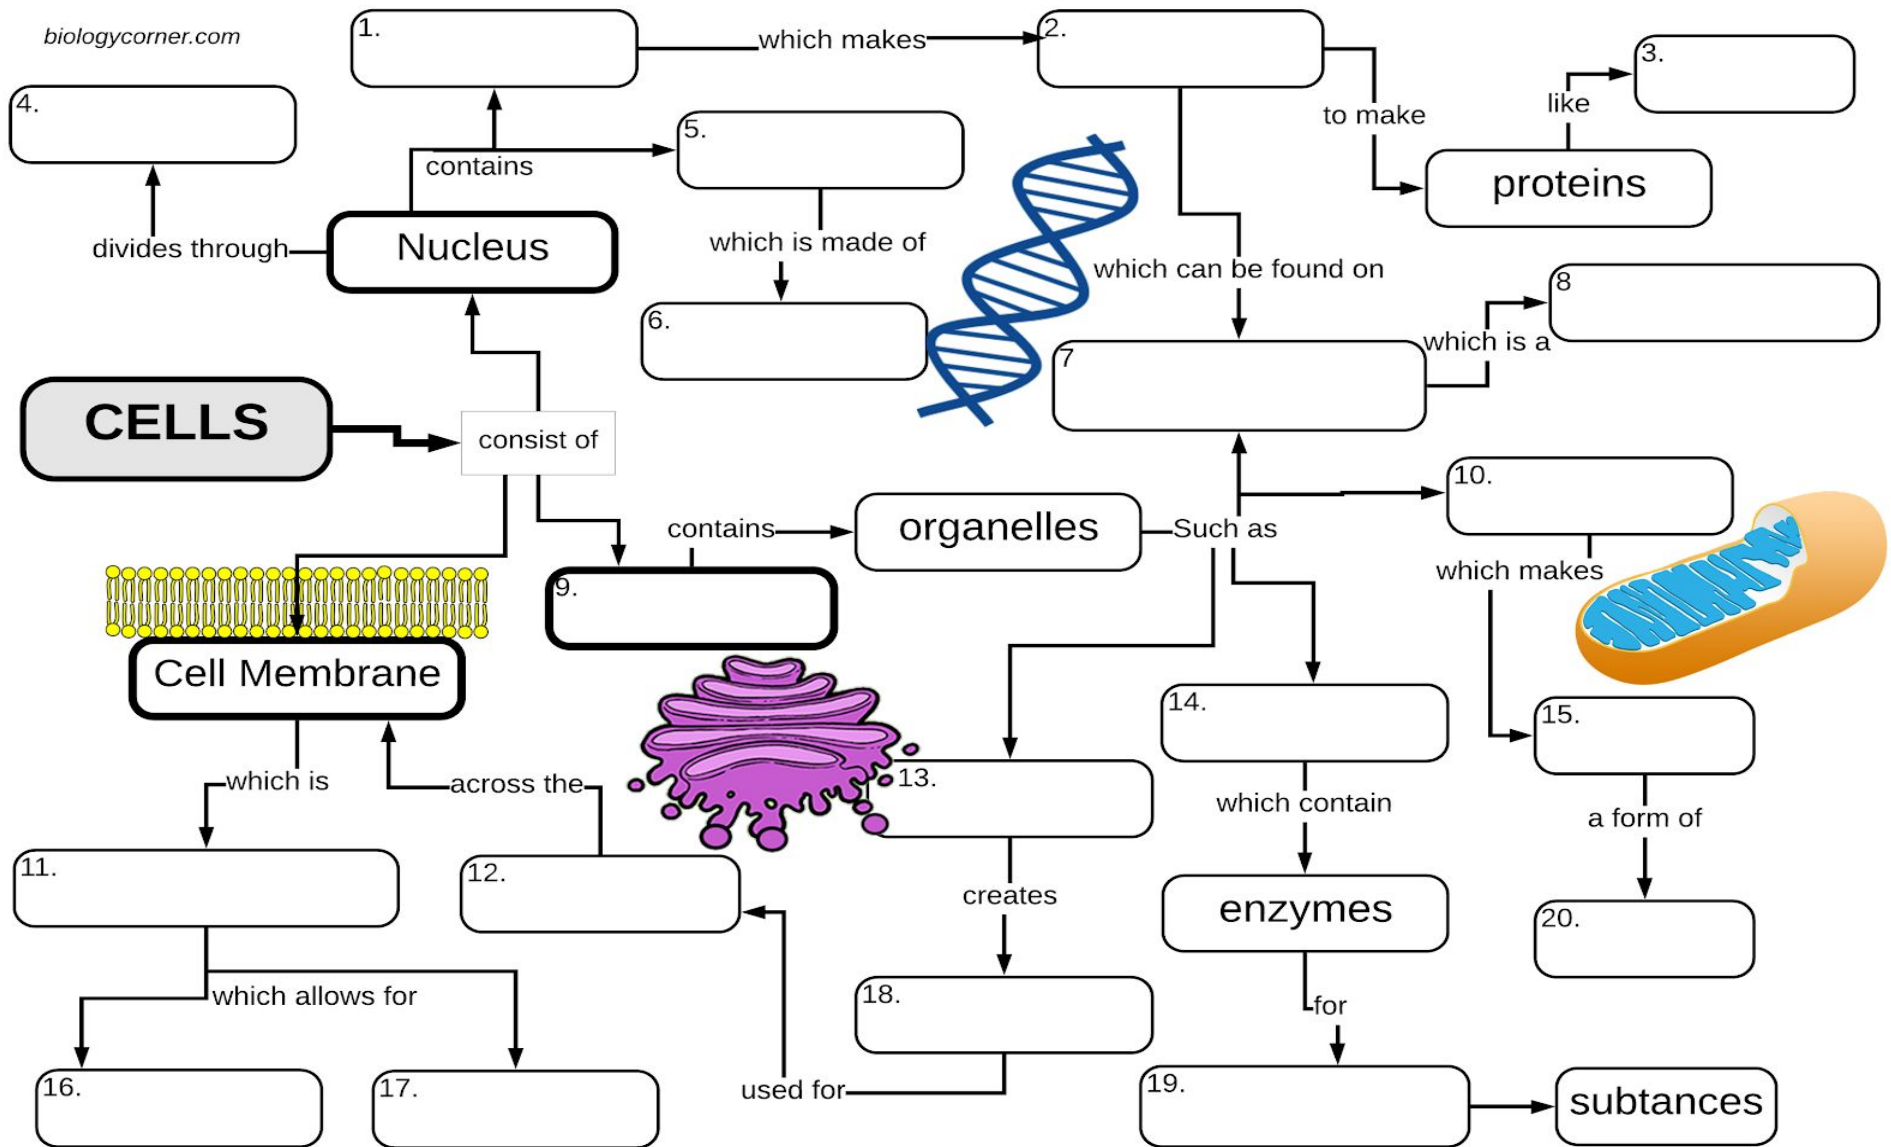 biologycorner.com
1.
which makes
2.
3.
4.
5.
like
to make
contains
proteins
divides through
Nucleus
which is made of
which can be found on
8
6.
7
which is a
CELLS
consist of
10.
contains
organelles
Such as
which makes
9.
Cell Membrane
14.
15.
which is
across the
13.
which contain
a form of
11.
12.
creates
enzymes
20.
which allows for
18.
for
16.
17.
used for
19.
subtances